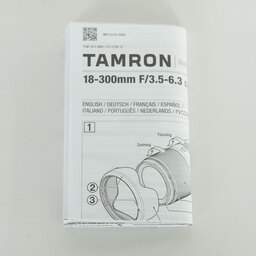 TAMRON
18-300mm F/3.5-6.3
ENGLISH / DEUTSCH / FRANÇAIS / ESPAÑOL /
ITALIANO / PORTUGUÊS / NEDERLANDS /
1
Focusing
Zooming
2
3